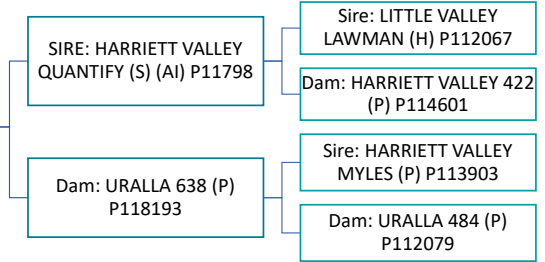 SIRE: HARRIETT VALLEY
QUANTIFY (S) (AI) P11798
Sire: LITTLE VALLEY
LAWMAN (H) P112067
Dam: HARRIETT VALLEY 422
(P) P114601
Dam: URALLA 638 (P)
P118193
Sire: HARRIETT VALLEY
MYLES (P) P113903
Dam: URALLA 484 (P)
P112079